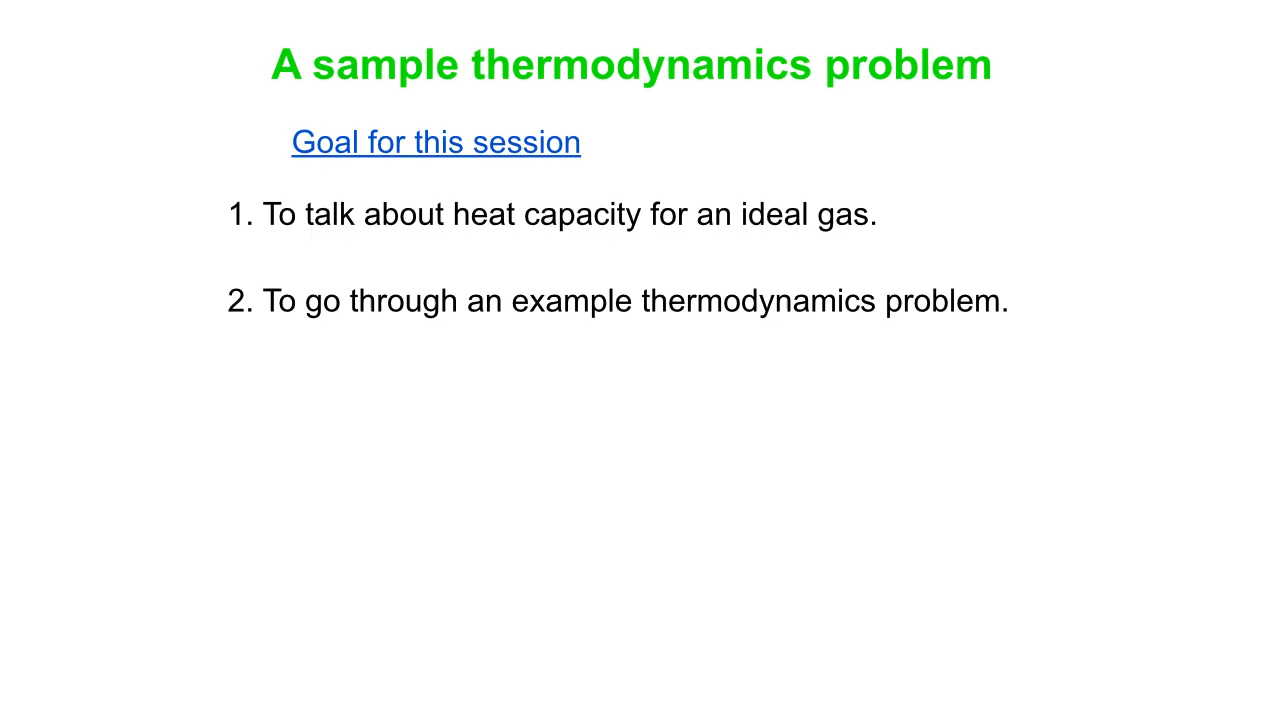 A sample thermodynamics problem
Goal for this session
1. To talk about heat capacity for an ideal gas.
2. To go through an example thermodynamics problem.